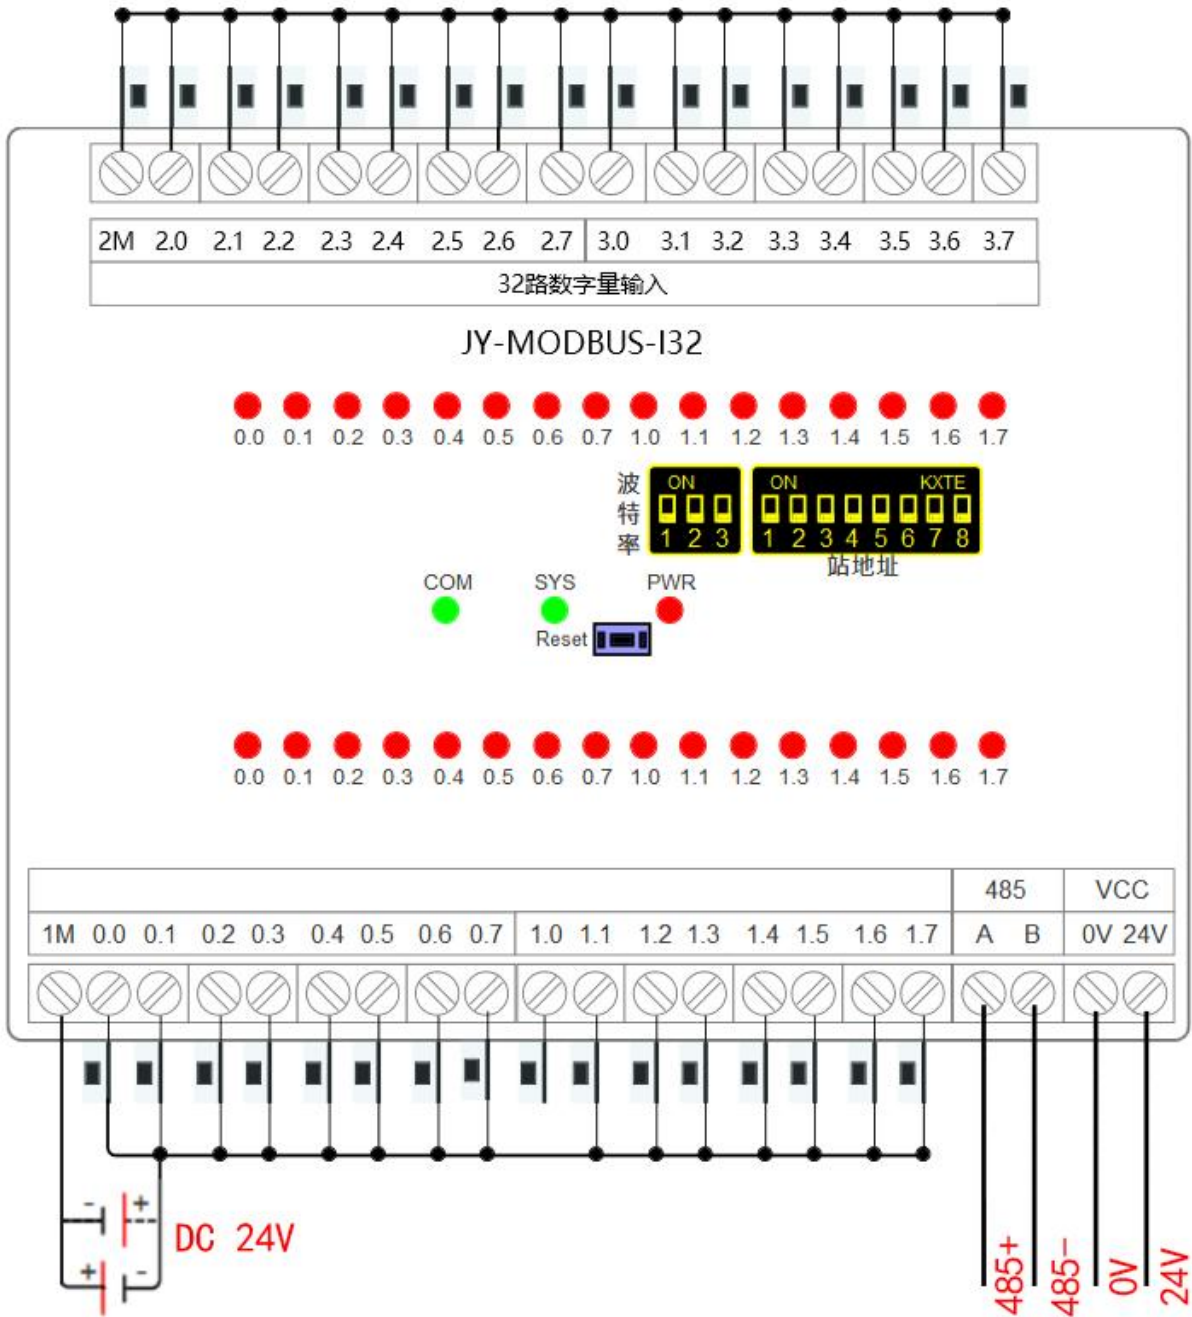 2M 2.0 2.1 2.2 2.3 2.4 2.5 2.6 2.7 3.0 3.1 3.2 3.3 3.4 3.5 3.6 3.7
32路数字量输入
JY-MODBUS-I32
0.0 0.1 0.2 0.3 0.4 0.5 0.6 0.7 1.0 1.1 1.2 1.3 1.4 1.5 1.6 1.7
波特率
ON
1 2 3
ON KXTE
1 2 3 4 5 6 7 8
站地址
COM SYS PWR
Reset
0.0 0.1 0.2 0.3 0.4 0.5 0.6 0.7 1.0 1.1 1.2 1.3 1.4 1.5 1.6 1.7
485 VCC
1M 0.0 0.1 0.2 0.3 0.4 0.5 0.6 0.7 1.0 1.1 1.2 1.3 1.4 1.5 1.6 1.7 A B 0V 24V
- +
DC 24V
+ -
485+
485-
0V
24V